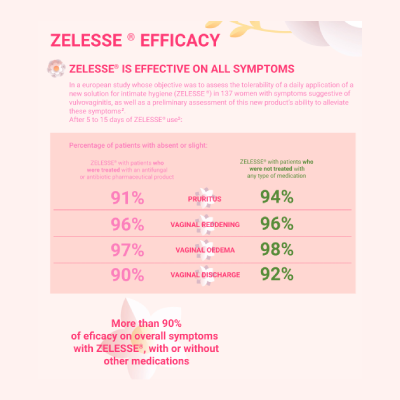 ZELESSE ® EFFICACY
ZELESSE® IS EFFECTIVE ON ALL SYMPTOMS
In a european study whose objective was to assess the tolerability of a daily application of a
new solution for intimate hygiene (ZELESSE ®) in 137 women with symptoms suggestive of
vulvovaginitis, as well as a preliminary assessment of this new product's ability to alleviate
these symptoms².
After 5 to 15 days of ZELESSE® use²:
Percentage of patients with absent or slight:
ZELESSE® with patients who
were treated with an antifungal
or antibiotic pharmaceutical product
ZELESSE® with patients who
were not treated with
any type of medication
91% PRURITUS 94%
96% VAGINAL REDDENING 96%
97% VAGINAL OEDEMA 98%
90% VAGINAL DISCHARGE 92%
More than 90%
of eficacy on overall symptoms
with ZELESSE®, with or without
other medications